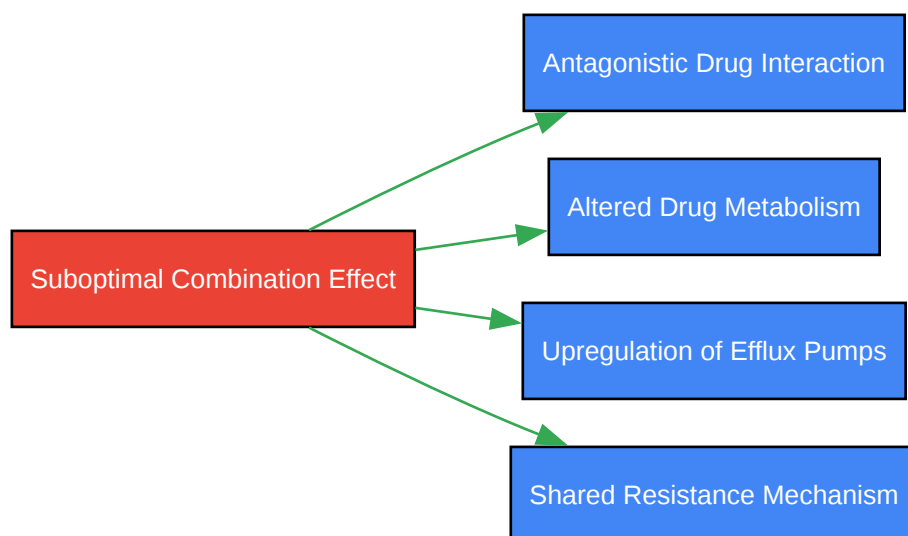 Antagonistic Drug Interaction
Altered Drug Metabolism
Suboptimal Combination Effect
Upregulation of Efflux Pumps
Shared Resistance Mechanism